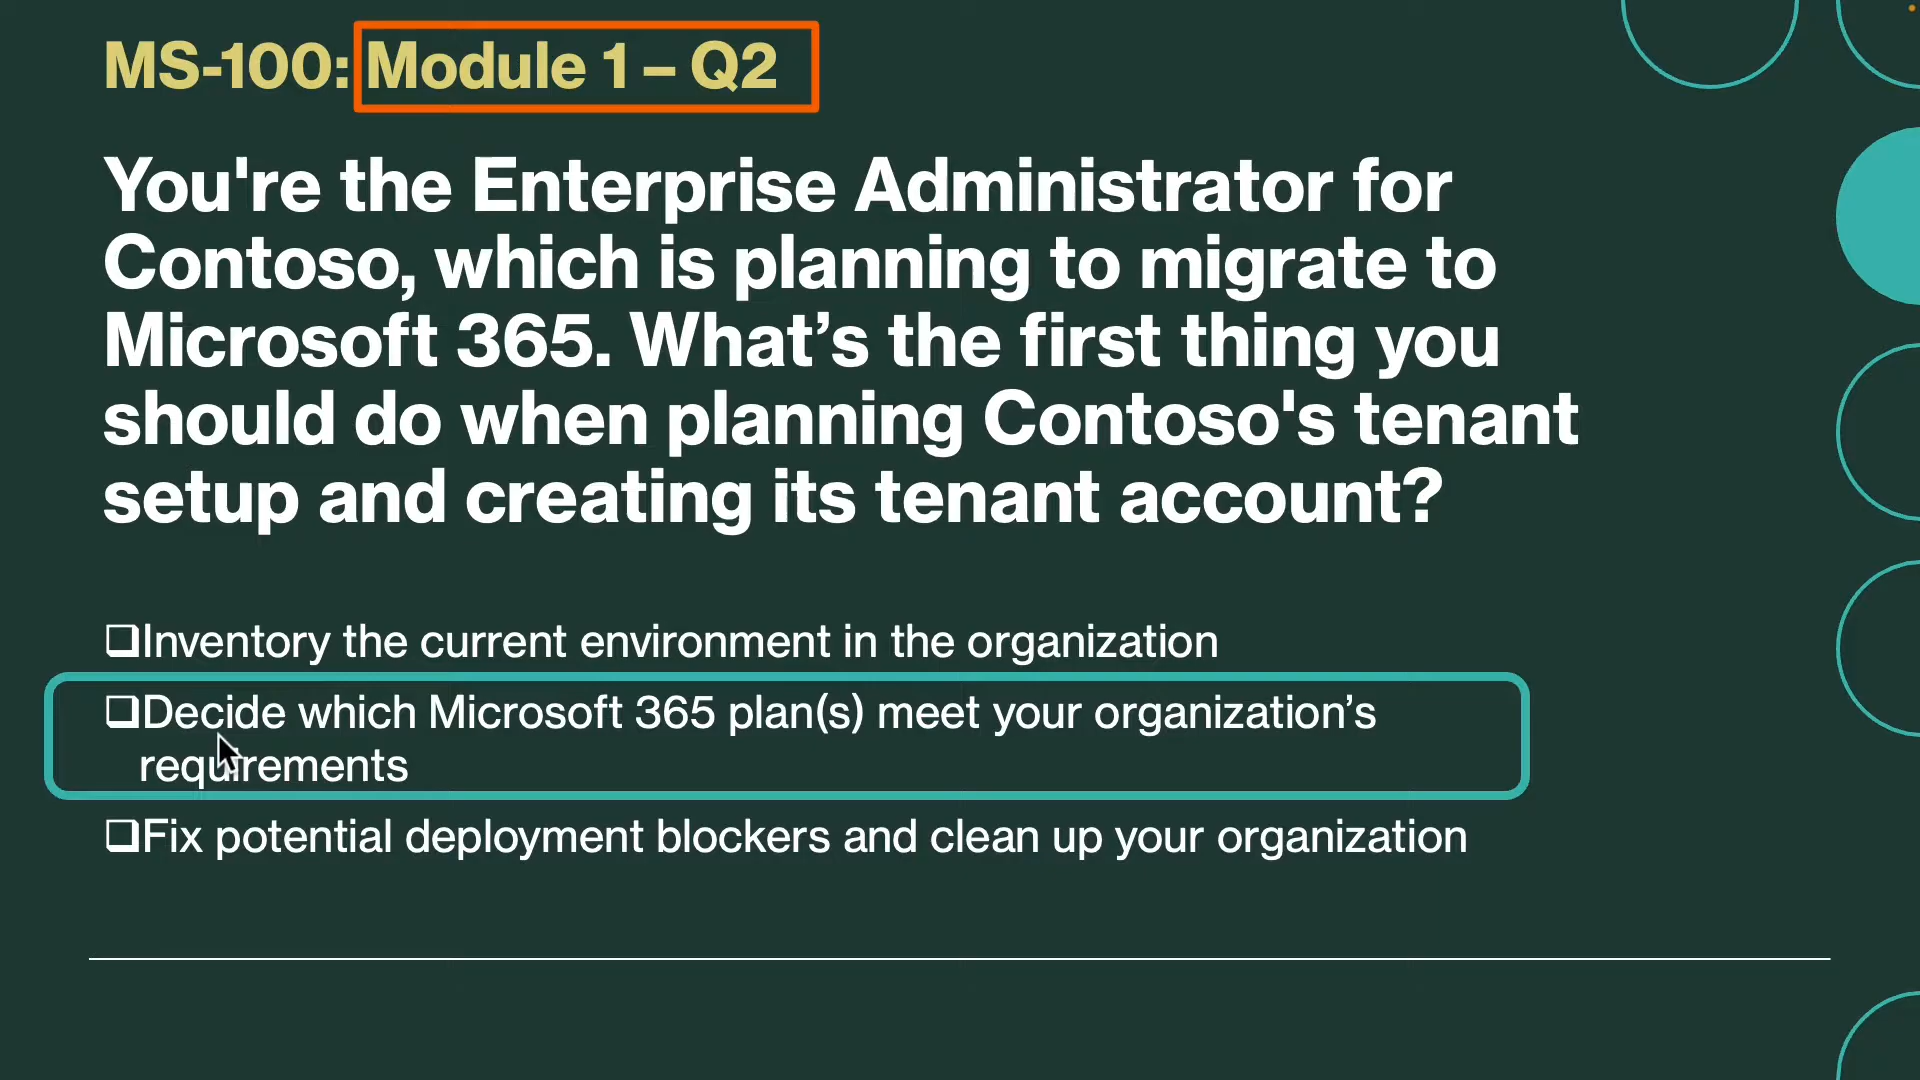 MS-100: Module 1 – Q2
You're the Enterprise Administrator for
Contoso, which is planning to migrate to
Microsoft 365. What’s the first thing you
should do when planning Contoso's tenant
setup and creating its tenant account?
❑Inventory the current environment in the organization
❑Decide which Microsoft 365 plan(s) meet your organization’s
requirements
❑Fix potential deployment blockers and clean up your organization